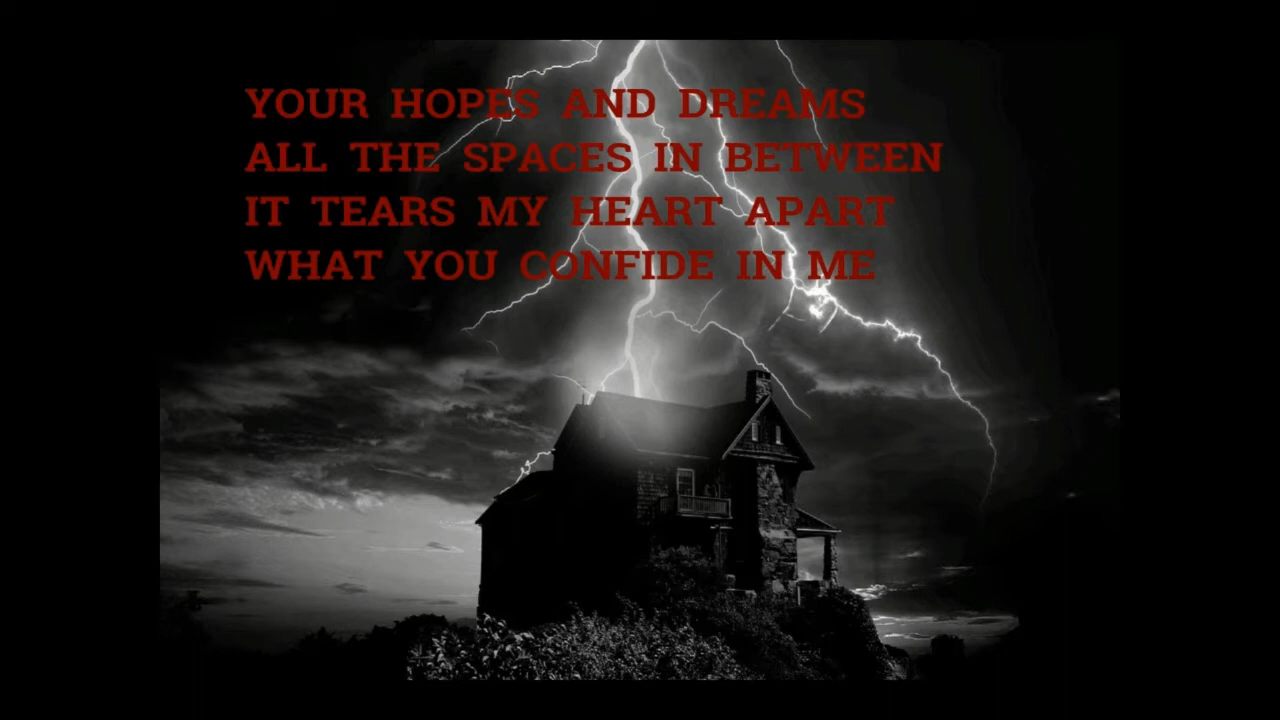 YOUR HOPES AND DREAMS
ALL THE SPACES IN BETWEEN
IT TEARS MY HEART APART
WHAT YOU CONFIDE IN ME